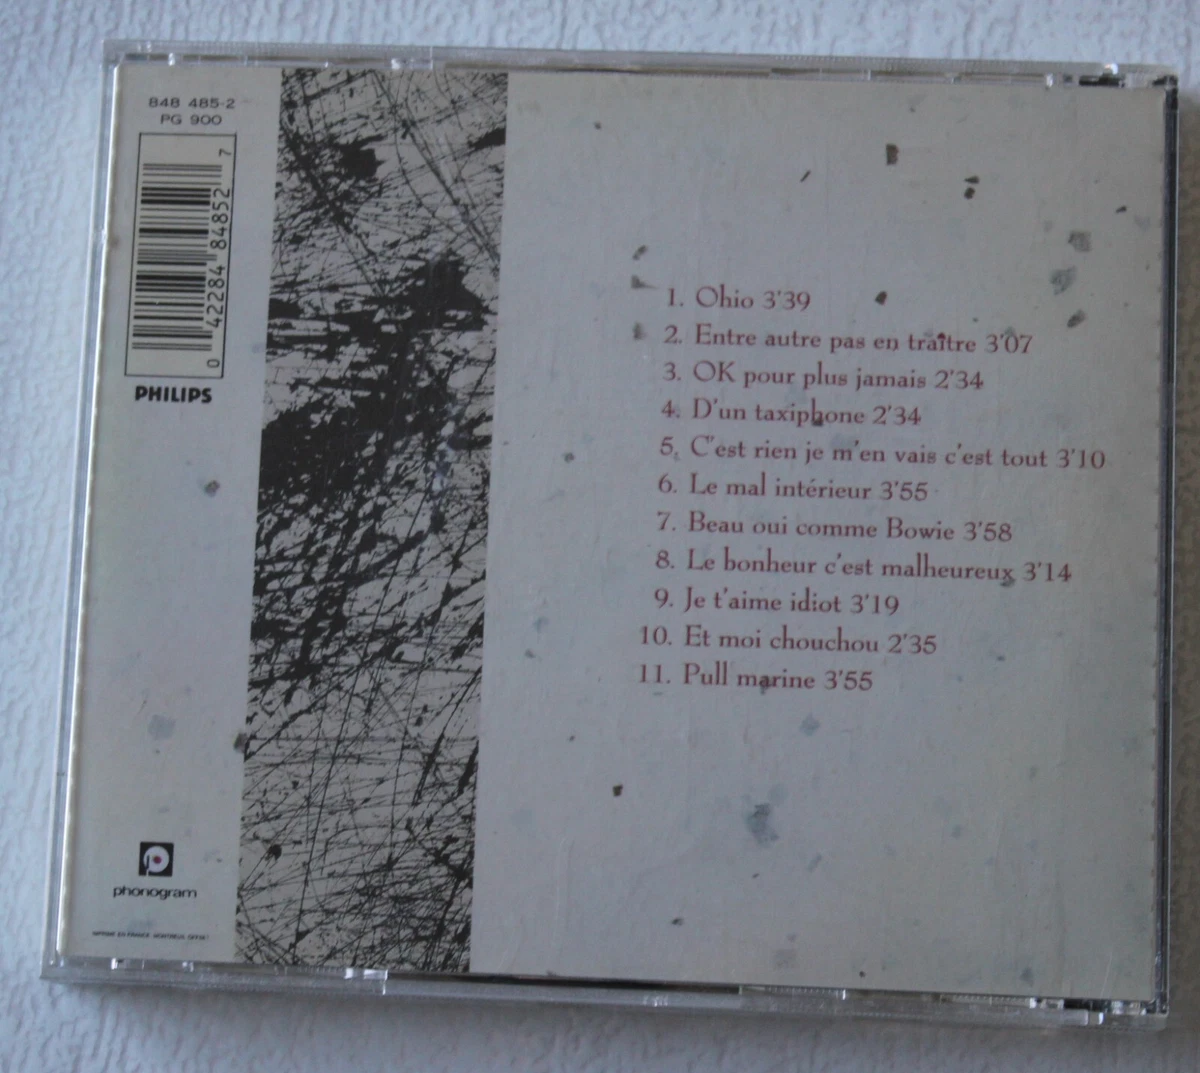 848 485-2
PG 900
0 42284 84852 7
PHILIPS
1. Ohio 3'39
2. Entre autre pas en traître 3'07
3. OK pour plus jamais 2'34
4. D'un taxiphone 2'34
5. C'est rien je m'en vais c'est tout 3'10
6. Le mal intérieur 3'55
7. Beau oui comme Bowie 3'58
8. Le bonheur c'est malheureux 3'14
9. Je t'aime idiot 3'19
10. Et moi chouchou 2'35
11. Pull marine 3'55
phonogram
EN FRANCE